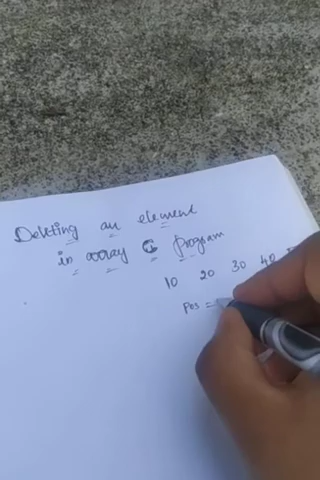 Deleting an element
in array C Program
10 20 30 40
Pos =